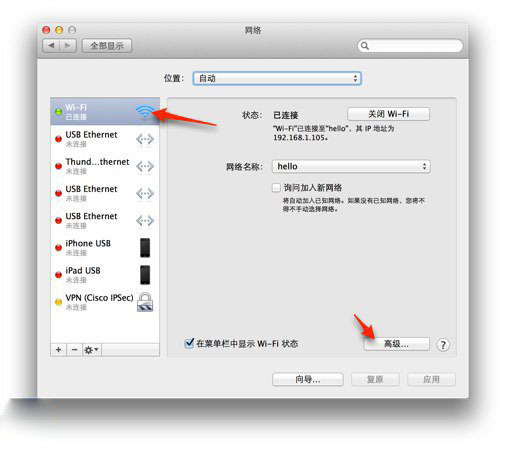 网络
全部显示
位置： 自动
Wi-Fi
已连接
USB Ethernet
未连接
Thund...thernet
未连接
USB Ethernet
未连接
USB Ethernet
未连接
iPhone USB
未连接
iPad USB
未连接
VPN (Cisco IPSec)
未连接
状态： 已连接 关闭 Wi-Fi
"Wi-Fi"已连接至"hello"，其 IP 地址为
192.168.1.105。
网络名称： hello
询问加入新网络
将自动加入已知网络。如果没有已知网络，您将不
得不手动选择网络。
在菜单栏中显示 Wi-Fi 状态 高级... ?
向导... 复原 应用